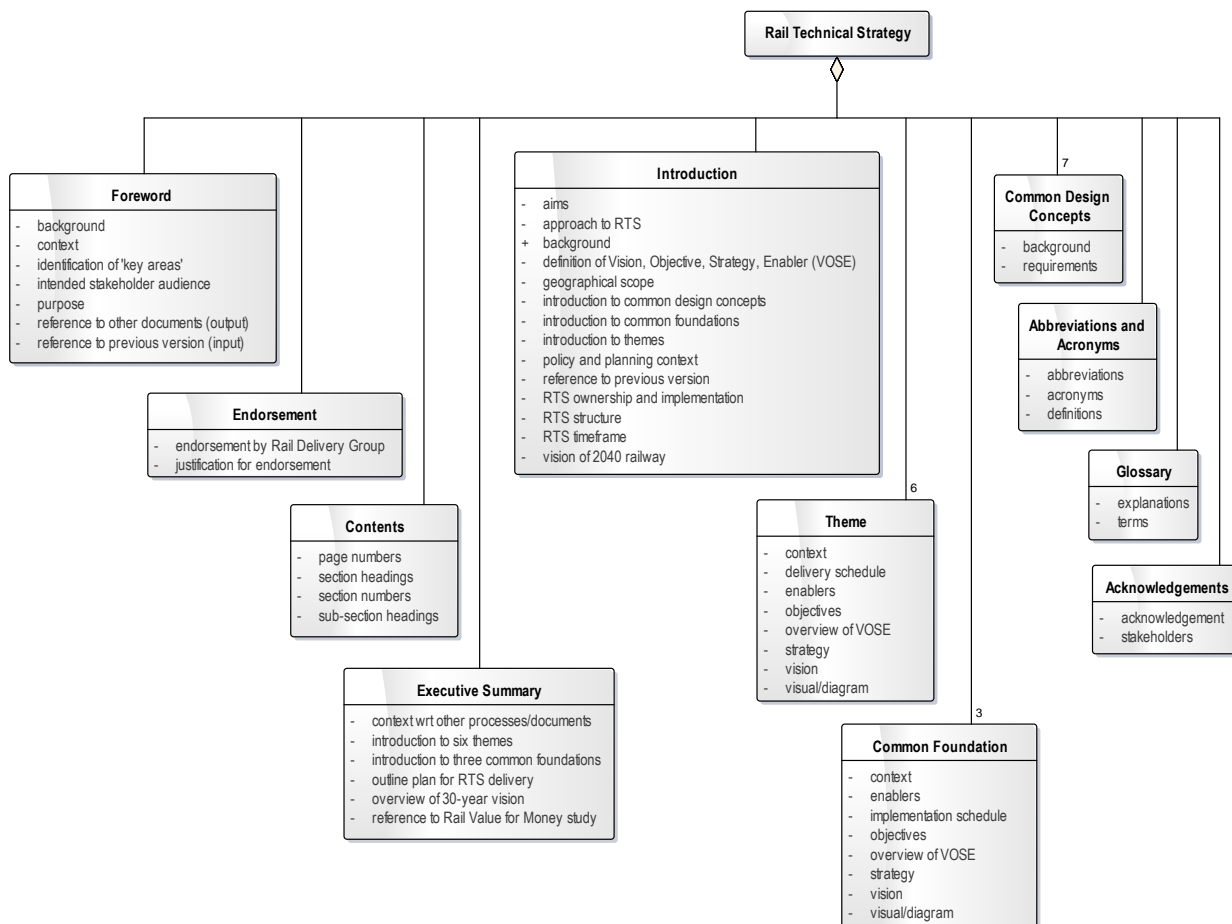 Rail Technical Strategy
Foreword
- background
- context
- identification of 'key areas'
- intended stakeholder audience
- purpose
- reference to other documents (output)
- reference to previous version (input)
Endorsement
- endorsement by Rail Delivery Group
- justification for endorsement
Contents
- page numbers
- section headings
- section numbers
- sub-section headings
Executive Summary
- context wrt other processes/documents
- introduction to six themes
- introduction to three common foundations
- outline plan for RTS delivery
- overview of 30-year vision
- reference to Rail Value for Money study
Introduction
- aims
- approach to RTS
+ background
- definition of Vision, Objective, Strategy, Enabler (VOSE)
- geographical scope
- introduction to common design concepts
- introduction to common foundations
- introduction to themes
- policy and planning context
- reference to previous version
- RTS ownership and implementation
- RTS structure
- RTS timeframe
- vision of 2040 railway
6
Theme
- context
- delivery schedule
- enablers
- objectives
- overview of VOSE
- strategy
- vision
- visual/diagram
3
Common Foundation
- context
- enablers
- implementation schedule
- objectives
- overview of VOSE
- strategy
- vision
- visual/diagram
7
Common Design
Concepts
- background
- requirements
Abbreviations and
Acronyms
- abbreviations
- acronyms
- definitions
Glossary
- explanations
- terms
Acknowledgements
- acknowledgement
- stakeholders